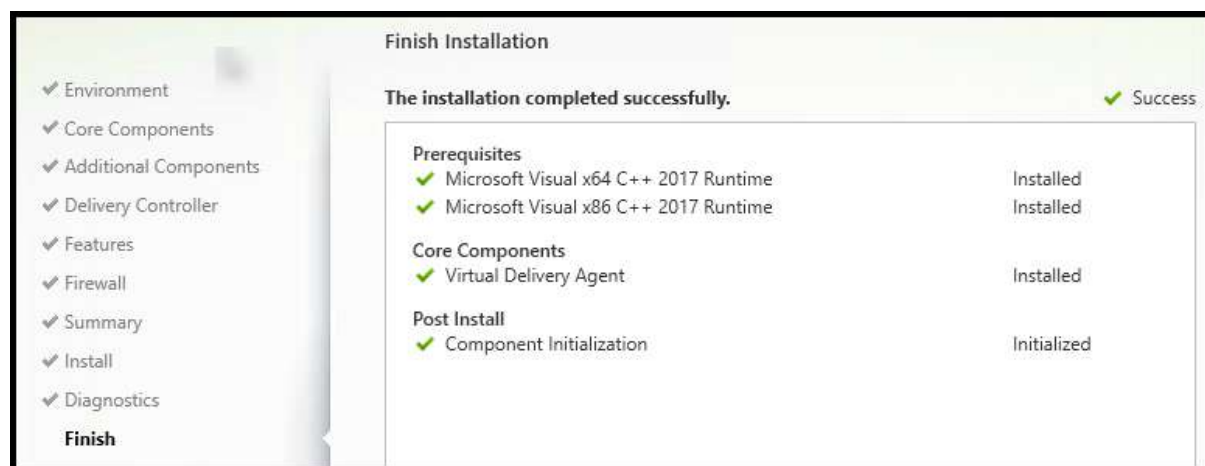 Finish Installation
Environment
Core Components
Additional Components
Delivery Controller
Features
Firewall
Summary
Install
Diagnostics
Finish
The installation completed successfully. Success
Prerequisites
Microsoft Visual x64 C++ 2017 Runtime Installed
Microsoft Visual x86 C++ 2017 Runtime Installed
Core Components
Virtual Delivery Agent Installed
Post Install
Component Initialization Initialized